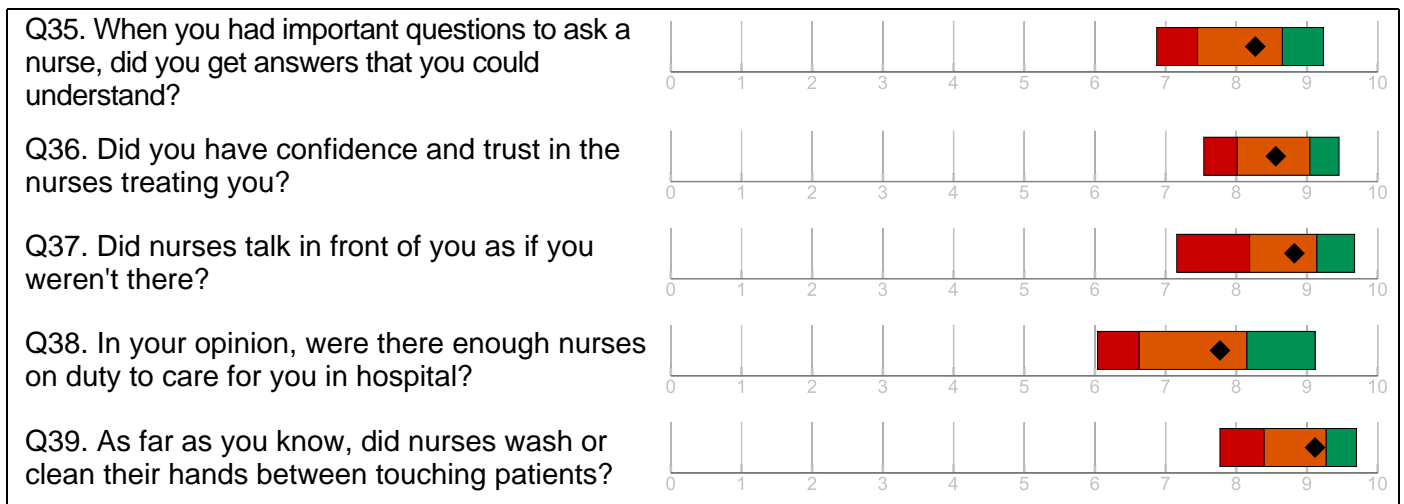 Q35. When you had important questions to ask a
nurse, did you get answers that you could
understand?
0 1 2 3 4 5 6 7 8 9 10
Q36. Did you have confidence and trust in the
nurses treating you?
0 1 2 3 4 5 6 7 8 9 10
Q37. Did nurses talk in front of you as if you
weren't there?
0 1 2 3 4 5 6 7 8 9 10
Q38. In your opinion, were there enough nurses
on duty to care for you in hospital?
0 1 2 3 4 5 6 7 8 9 10
Q39. As far as you know, did nurses wash or
clean their hands between touching patients?
0 1 2 3 4 5 6 7 8 9 10